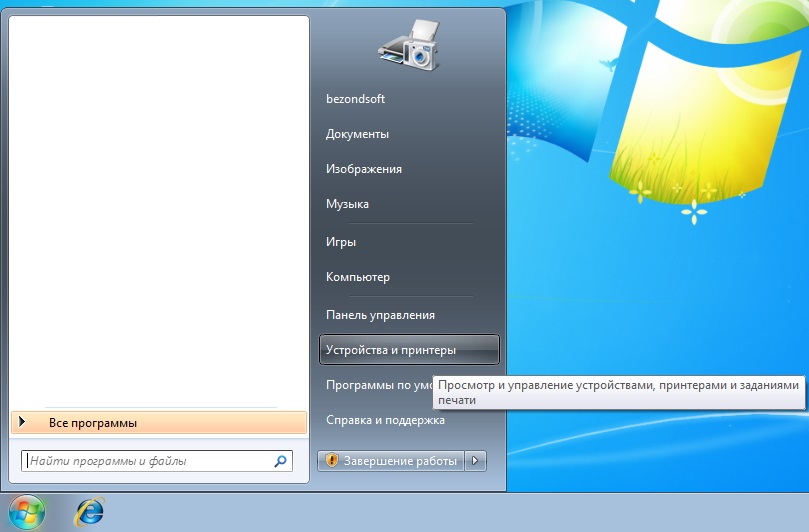 bezondsoft
Документы
Изображения
Музыка
Игры
Компьютер
Панель управления
Устройства и принтеры
Программы по умо
Просмотр и управление устройствами, принтерами и заданиями
печати
Справка и поддержка
Все программы
Найти программы и файлы
Завершение работы